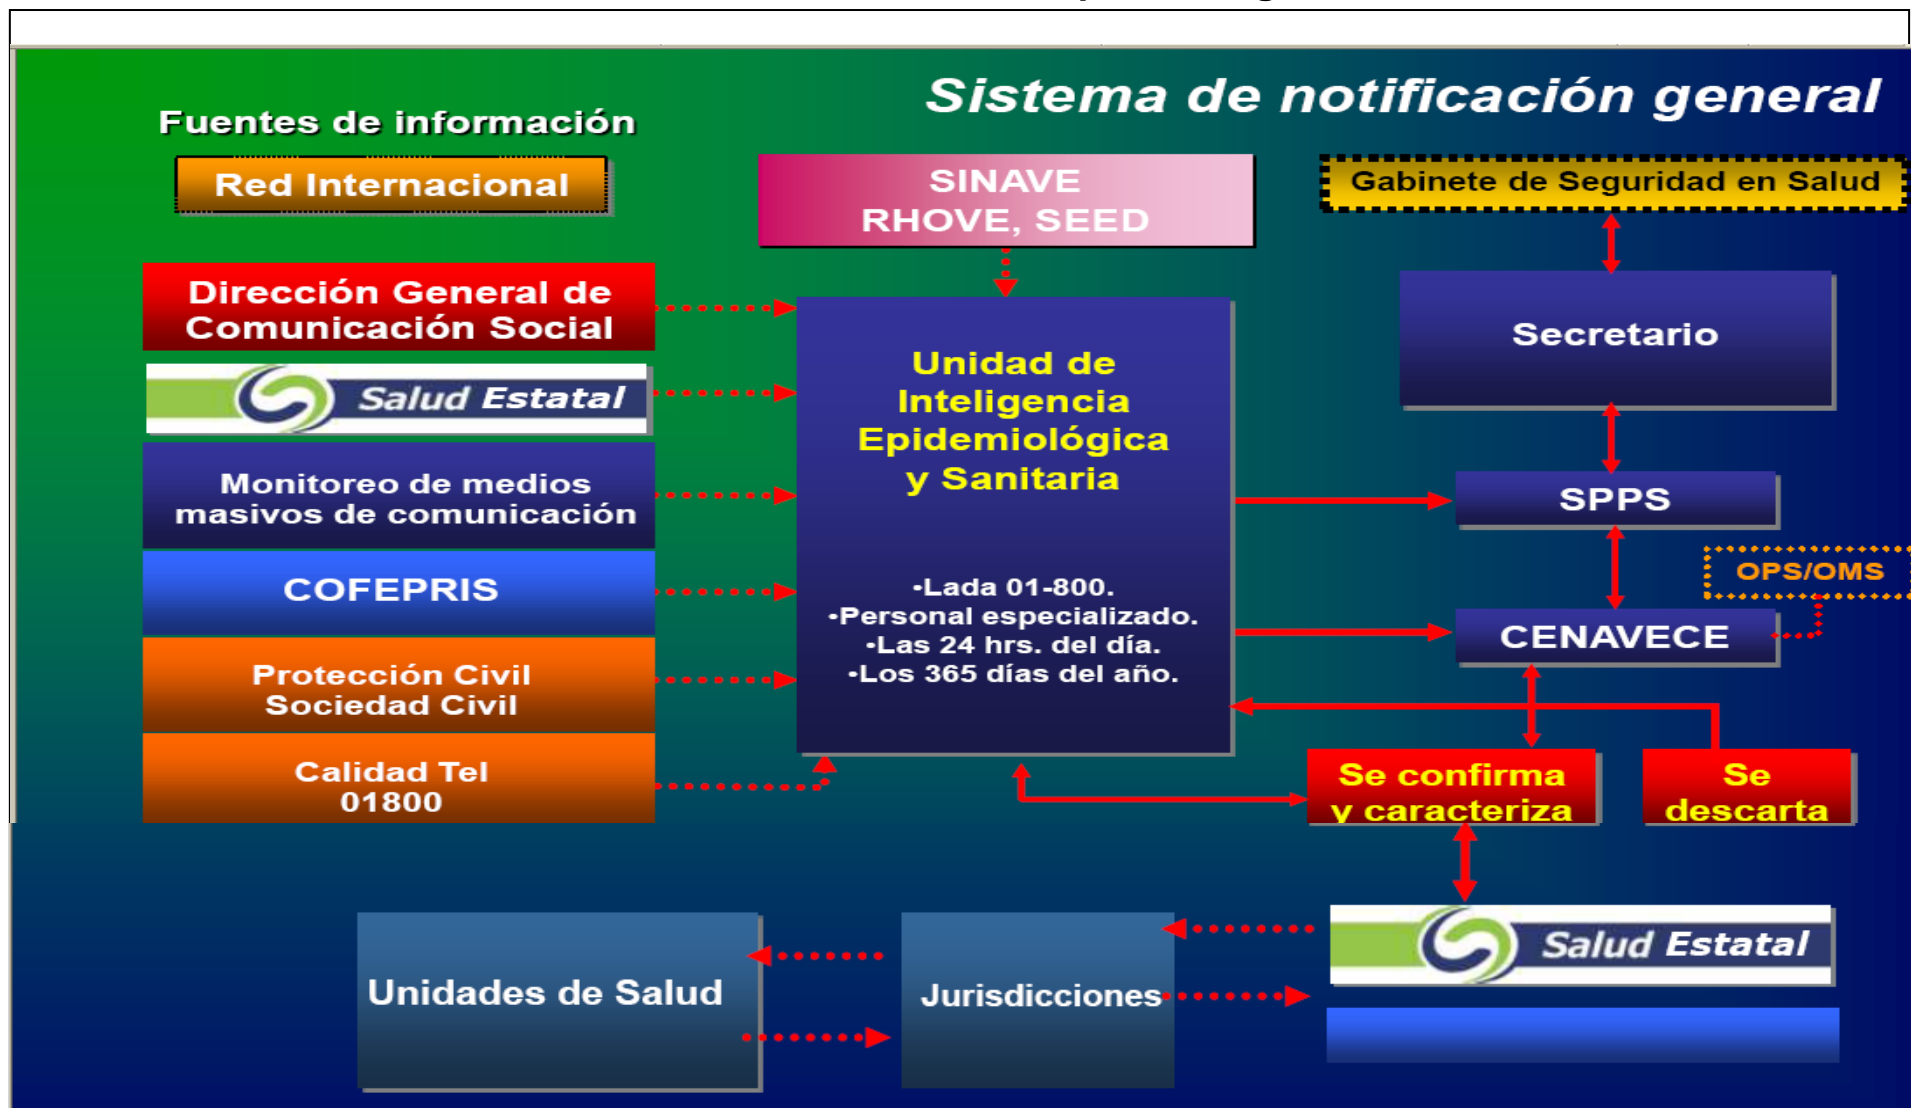 Sistema de notificación general
Fuentes de información
Red Internacional
Dirección General de
Comunicación Social
Salud Estatal
Monitoreo de medios
masivos de comunicación
COFEPRIS
Protección Civil
Sociedad Civil
Calidad Tel
01800
SINAVE
RHOVE, SEED
Unidad de
Inteligencia
Epidemiológica
y Sanitaria
•Lada 01-800.
•Personal especializado.
•Las 24 hrs. del día.
•Los 365 días del año.
Gabinete de Seguridad en Salud
Secretario
SPPS
OPS/OMS
CENAVECE
Se confirma
y caracteriza
Se
descarta
Unidades de Salud
Jurisdicciones
Salud Estatal